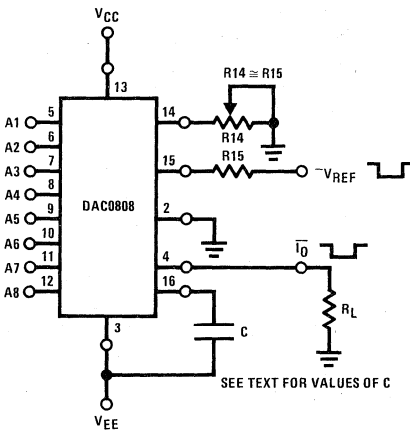 VCC
13
R14 ≅ R15
A1 5
14
R14
A2 6
A3 7
15
R15
‾VREF
A4 8
DAC0808
A5 9
2
A6 10
A7 11
4
I̅O
A8 12
16
RL
C
3
SEE TEXT FOR VALUES OF C
VEE